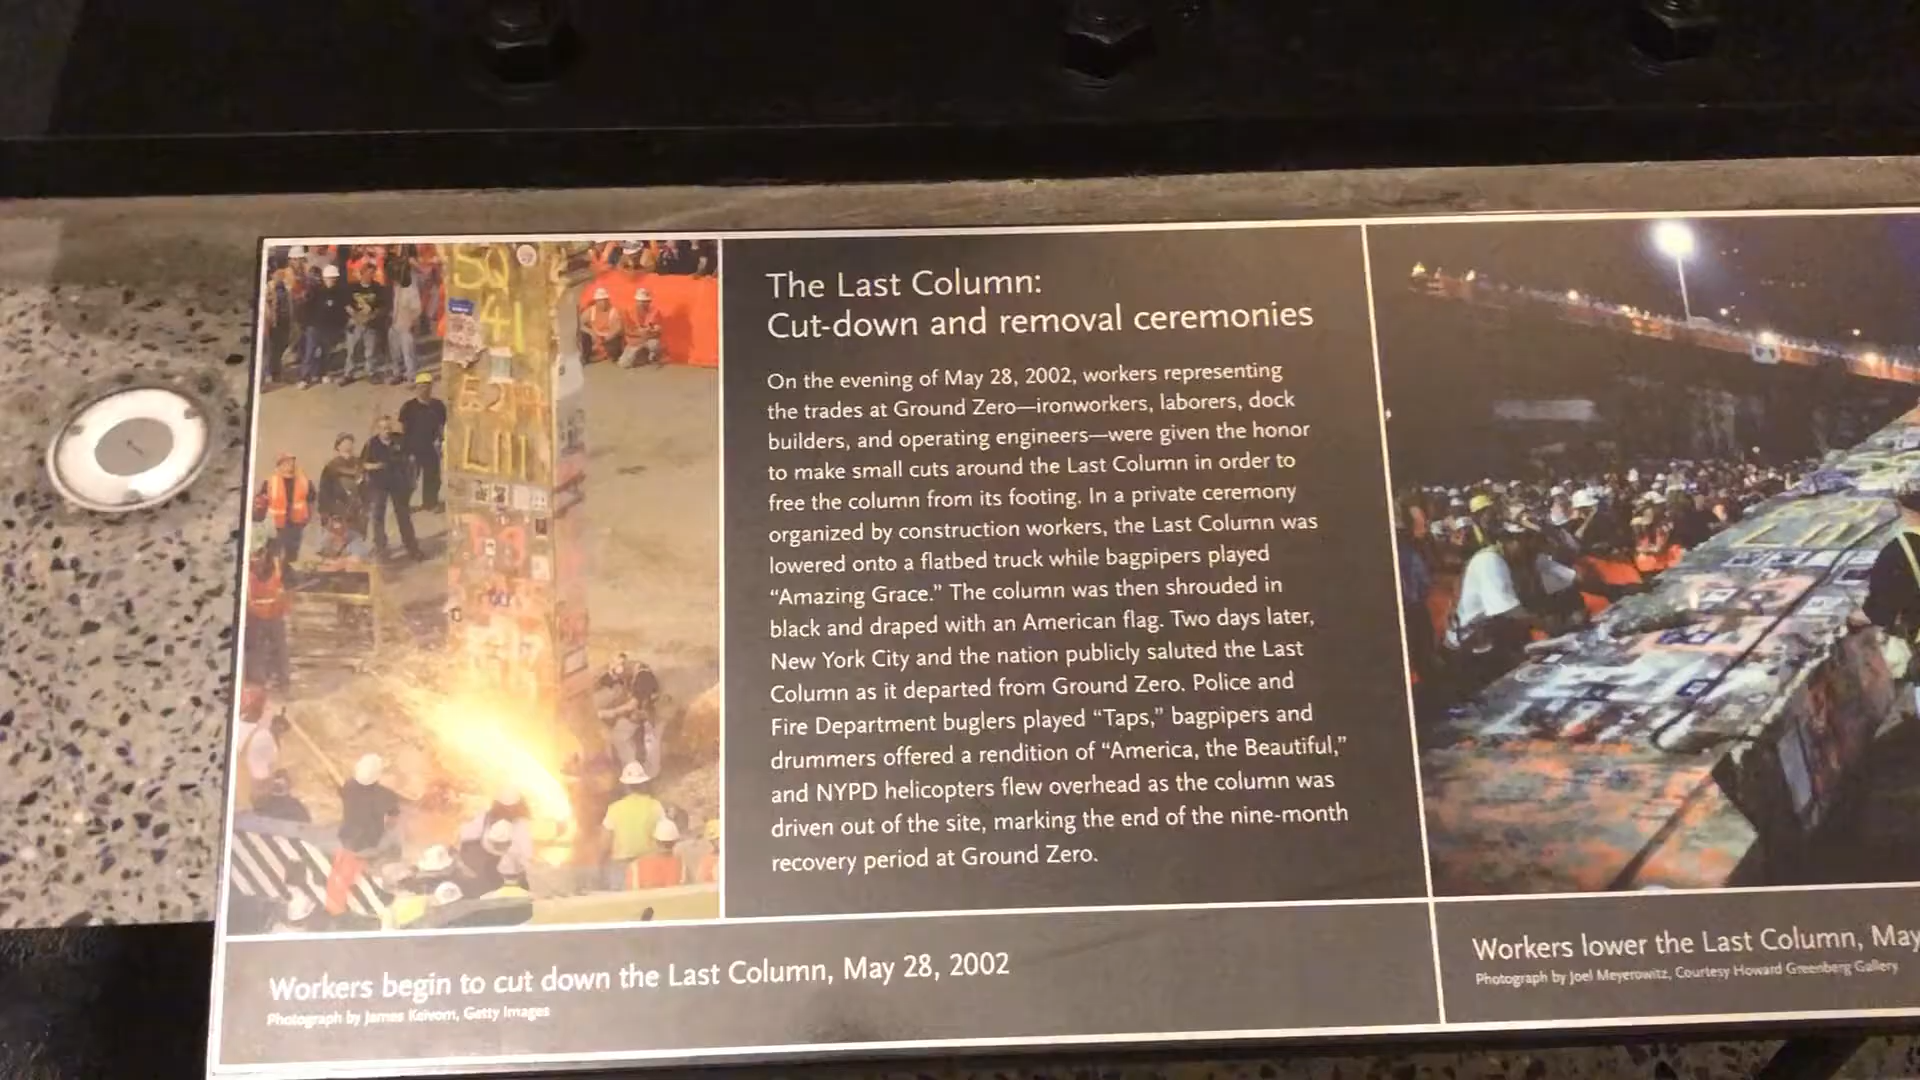 SQ
41
The Last Column:
Cut-down and removal ceremonies
On the evening of May 28, 2002, workers representing
the trades at Ground Zero—ironworkers, laborers, dock
builders, and operating engineers—were given the honor
to make small cuts around the Last Column in order to
free the column from its footing. In a private ceremony
organized by construction workers, the Last Column was
lowered onto a flatbed truck while bagpipers played
“Amazing Grace.” The column was then shrouded in
black and draped with an American flag. Two days later,
New York City and the nation publicly saluted the Last
Column as it departed from Ground Zero. Police and
Fire Department buglers played “Taps,” bagpipers and
drummers offered a rendition of “America, the Beautiful,”
and NYPD helicopters flew overhead as the column was
driven out of the site, marking the end of the nine-month
recovery period at Ground Zero.
Workers begin to cut down the Last Column, May 28, 2002
Photograph by James Keivom, Getty Images
Workers lower the Last Column, May
Photograph by Joel Meyerowitz, Courtesy Howard Greenberg Gallery